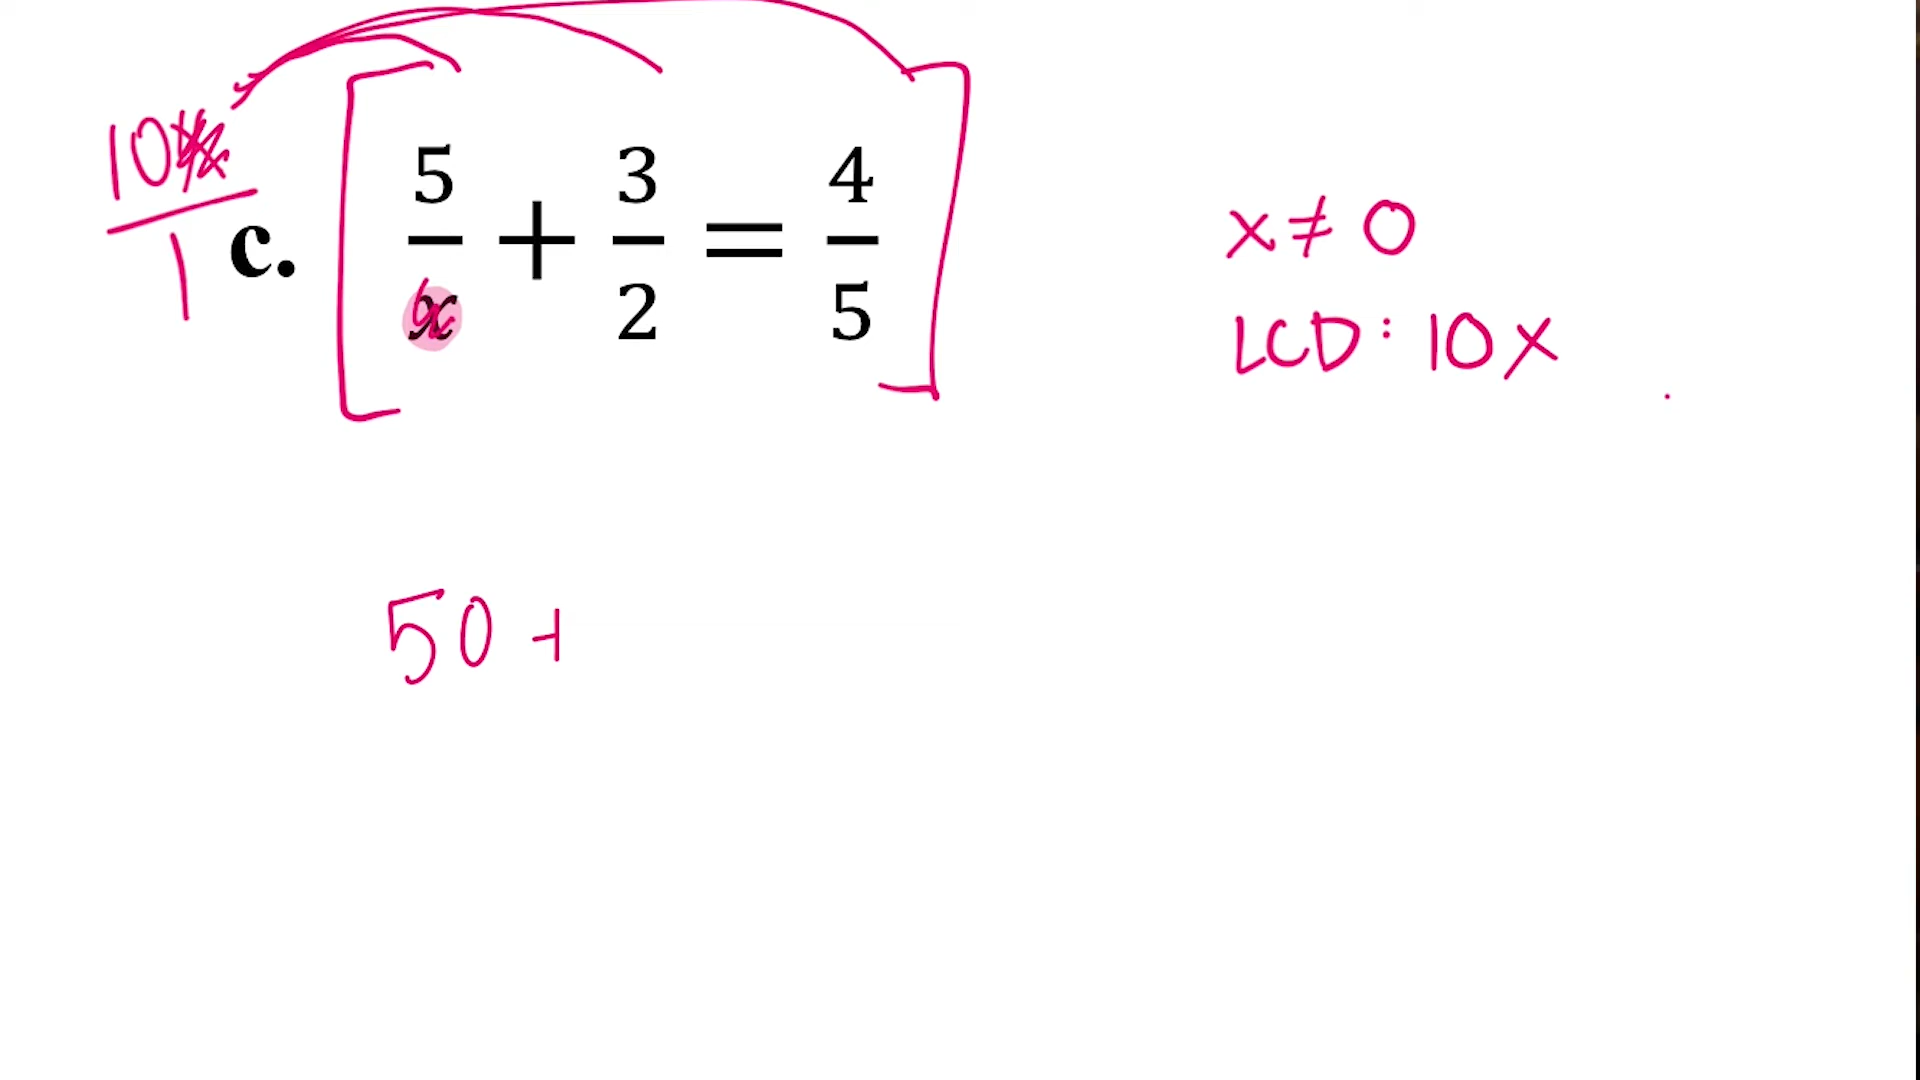 10x/1 c. [5/x + 3/2 = 4/5]
x ≠ 0
LCD: 10x
50 +